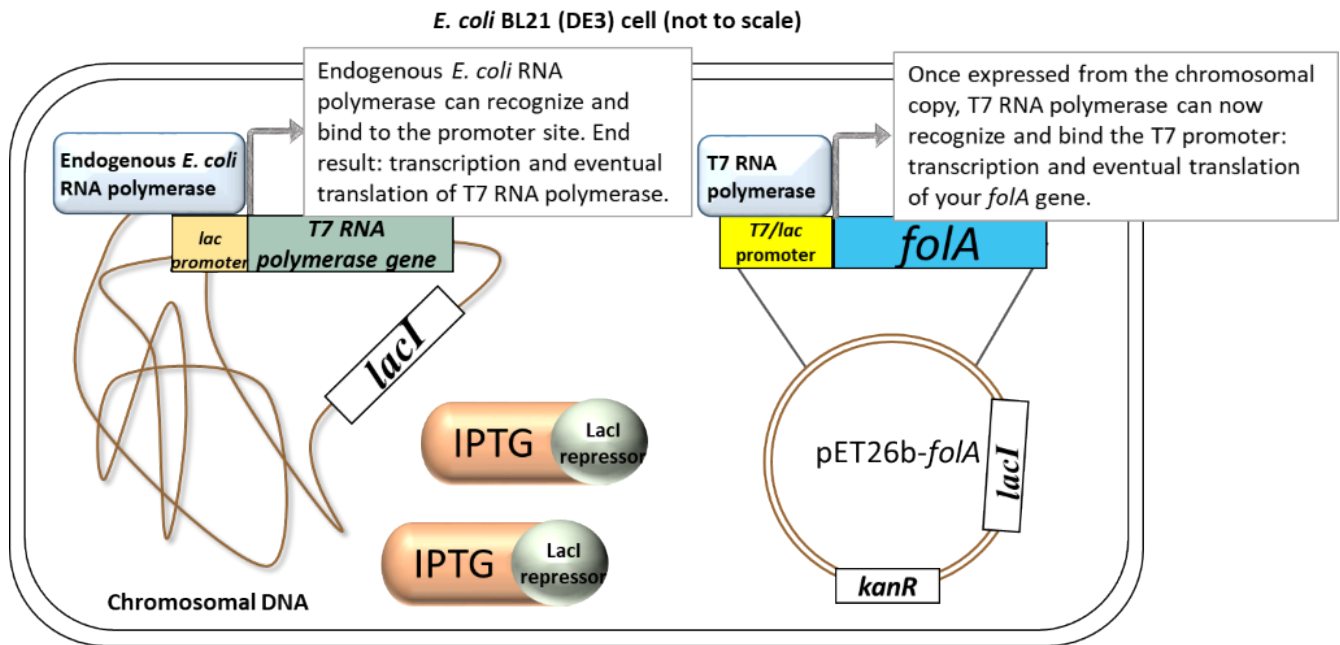 E. coli BL21 (DE3) cell (not to scale)
Endogenous E. coli RNA
polymerase can recognize and
bind to the promoter site. End
result: transcription and eventual
translation of T7 RNA polymerase.
Once expressed from the chromosomal
copy, T7 RNA polymerase can now
recognize and bind the T7 promoter:
transcription and eventual translation
of your folA gene.
Endogenous E. coli
RNA polymerase
T7 RNA
polymerase
lac
promoter
T7 RNA
polymerase gene
T7/lac
promoter
folA
lacI
IPTG
LacI
repressor
IPTG
LacI
repressor
pET26b-folA
lacI
kanR
Chromosomal DNA